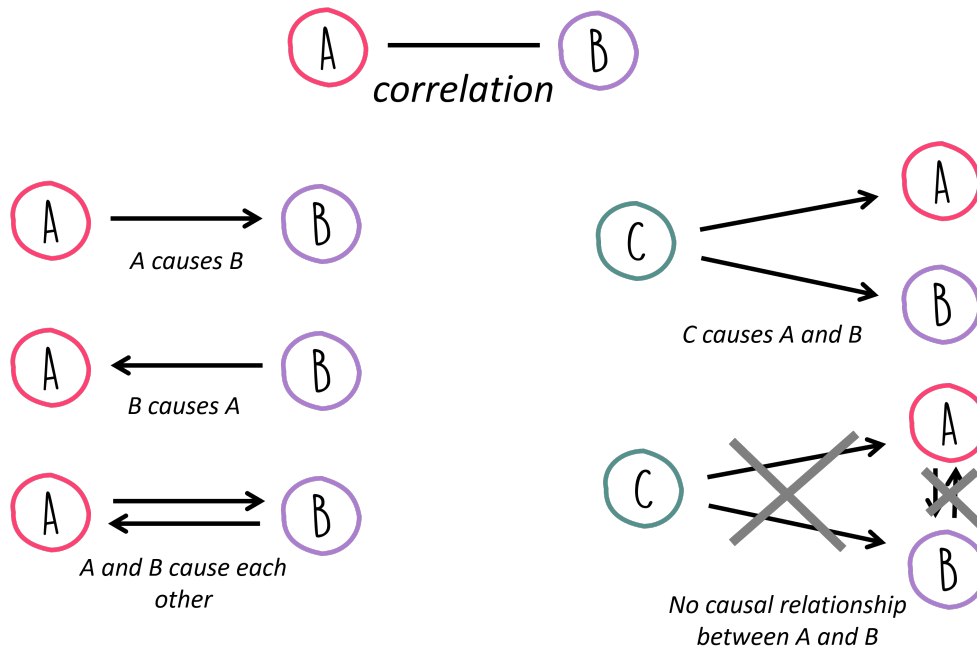 A
B
correlation
A
B
A causes B
A
B
B causes A
A
B
A and B cause each
other
C
A
B
C causes A and B
C
A
B
No causal relationship
between A and B